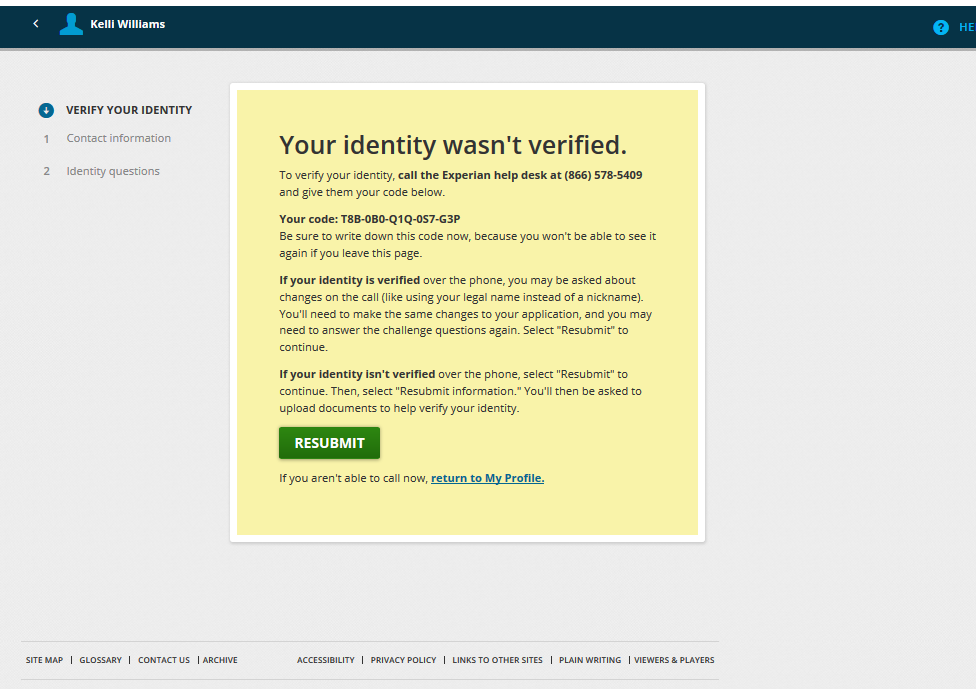 Kelli Williams
? HE
VERIFY YOUR IDENTITY
1 Contact information
2 Identity questions
Your identity wasn't verified.
To verify your identity, call the Experian help desk at (866) 578-5409
and give them your code below.
Your code: T8B-0B0-Q1Q-0S7-G3P
Be sure to write down this code now, because you won't be able to see it
again if you leave this page.
If your identity is verified over the phone, you may be asked about
changes on the call (like using your legal name instead of a nickname).
You'll need to make the same changes to your application, and you may
need to answer the challenge questions again. Select "Resubmit" to
continue.
If your identity isn't verified over the phone, select "Resubmit" to
continue. Then, select "Resubmit information." You'll then be asked to
upload documents to help verify your identity.
RESUBMIT
If you aren't able to call now, return to My Profile.
SITE MAP | GLOSSARY | CONTACT US | ARCHIVE ACCESSIBILITY | PRIVACY POLICY | LINKS TO OTHER SITES | PLAIN WRITING | VIEWERS & PLAYERS